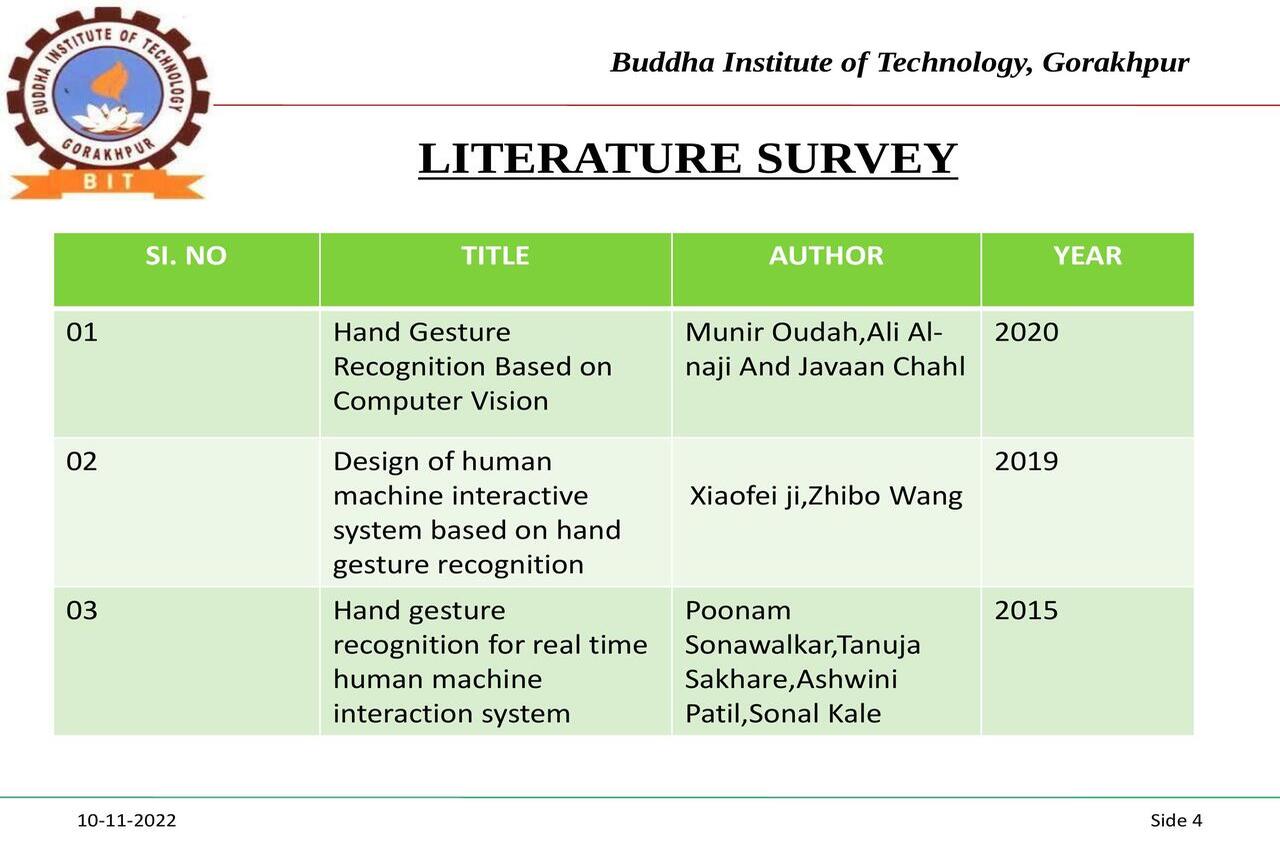 BUDDHA INSTITUTE OF TECHNOLOGY
GORAKHPUR
BIT
Buddha Institute of Technology, Gorakhpur
LITERATURE SURVEY
SI. NO TITLE AUTHOR YEAR
01
Hand Gesture
Recognition Based on
Computer Vision
Munir Oudah,Ali Al-
naji And Javaan Chahl
2020
02
Design of human
machine interactive
system based on hand
gesture recognition
Xiaofei ji,Zhibo Wang
2019
03
Hand gesture
recognition for real time
human machine
interaction system
Poonam
Sonawalkar,Tanuja
Sakhare,Ashwini
Patil,Sonal Kale
2015
10-11-2022
Side 4